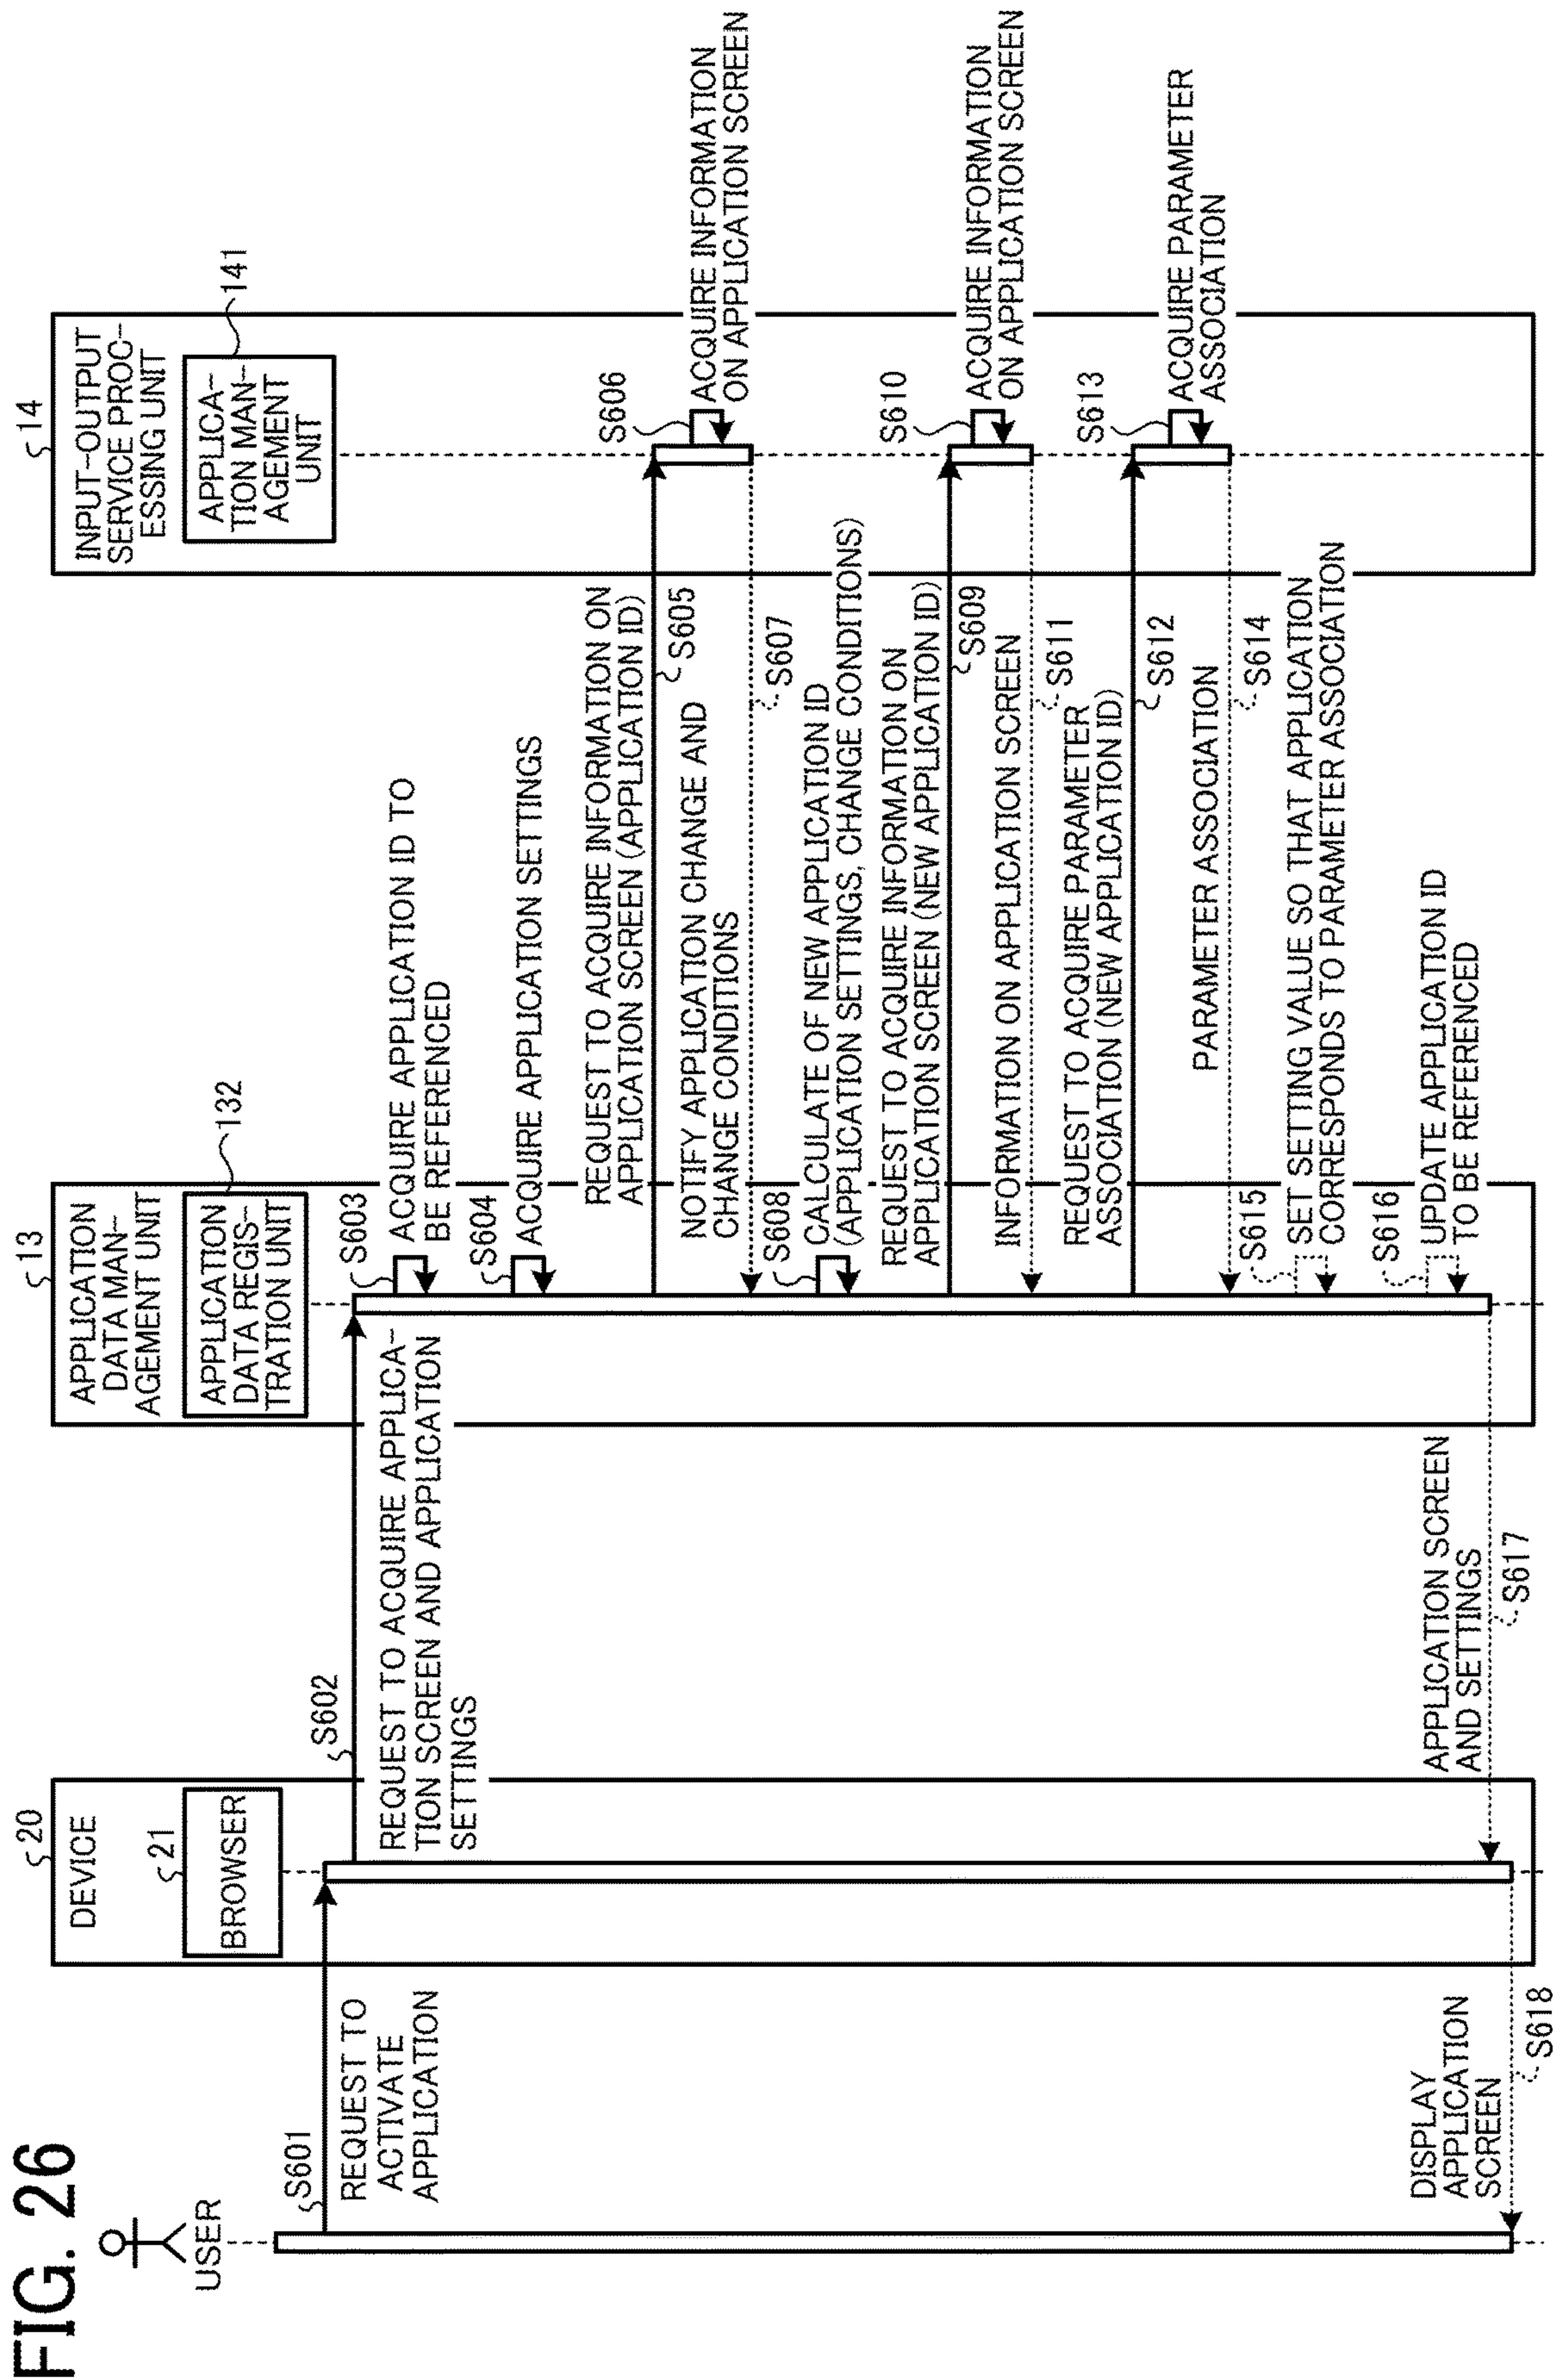 FIG. 26
USER
20
DEVICE
21
BROWSER
13
APPLICATION
DATA MAN-
AGEMENT UNIT
132
APPLICATION
DATA REGIS-
TRATION UNIT
14
INPUT-OUTPUT
SERVICE PROC-
ESSING UNIT
141
APPLICA-
TION MAN-
AGEMENT
UNIT
S601
REQUEST TO
ACTIVATE
APPLICATION
S602
REQUEST TO ACQUIRE APPLICA-
TION SCREEN AND APPLICATION
SETTINGS
S603
ACQUIRE APPLICATION ID TO
BE REFERENCED
S604
ACQUIRE APPLICATION SETTINGS
REQUEST TO ACQUIRE INFORMATION ON
APPLICATION SCREEN (APPLICATION ID)
S605
S606
ACQUIRE INFORMATION
ON APPLICATION SCREEN
NOTIFY APPLICATION CHANGE AND
CHANGE CONDITIONS
S607
S608
CALCULATE OF NEW APPLICATION ID
(APPLICATION SETTINGS, CHANGE CONDITIONS)
REQUEST TO ACQUIRE INFORMATION ON
APPLICATION SCREEN (NEW APPLICATION ID)
S609
S610
ACQUIRE INFORMATION
ON APPLICATION SCREEN
INFORMATION ON APPLICATION SCREEN
S611
REQUEST TO ACQUIRE PARAMETER
ASSOCIATION (NEW APPLICATION ID)
S612
S613
ACQUIRE PARAMETER
ASSOCIATION
PARAMETER ASSOCIATION
S614
S615
SET SETTING VALUE SO THAT APPLICATION
CORRESPONDS TO PARAMETER ASSOCIATION
S616
UPDATE APPLICATION ID
TO BE REFERENCED
APPLICATION SCREEN
AND SETTINGS
S617
DISPLAY
APPLICATION
SCREEN
S618